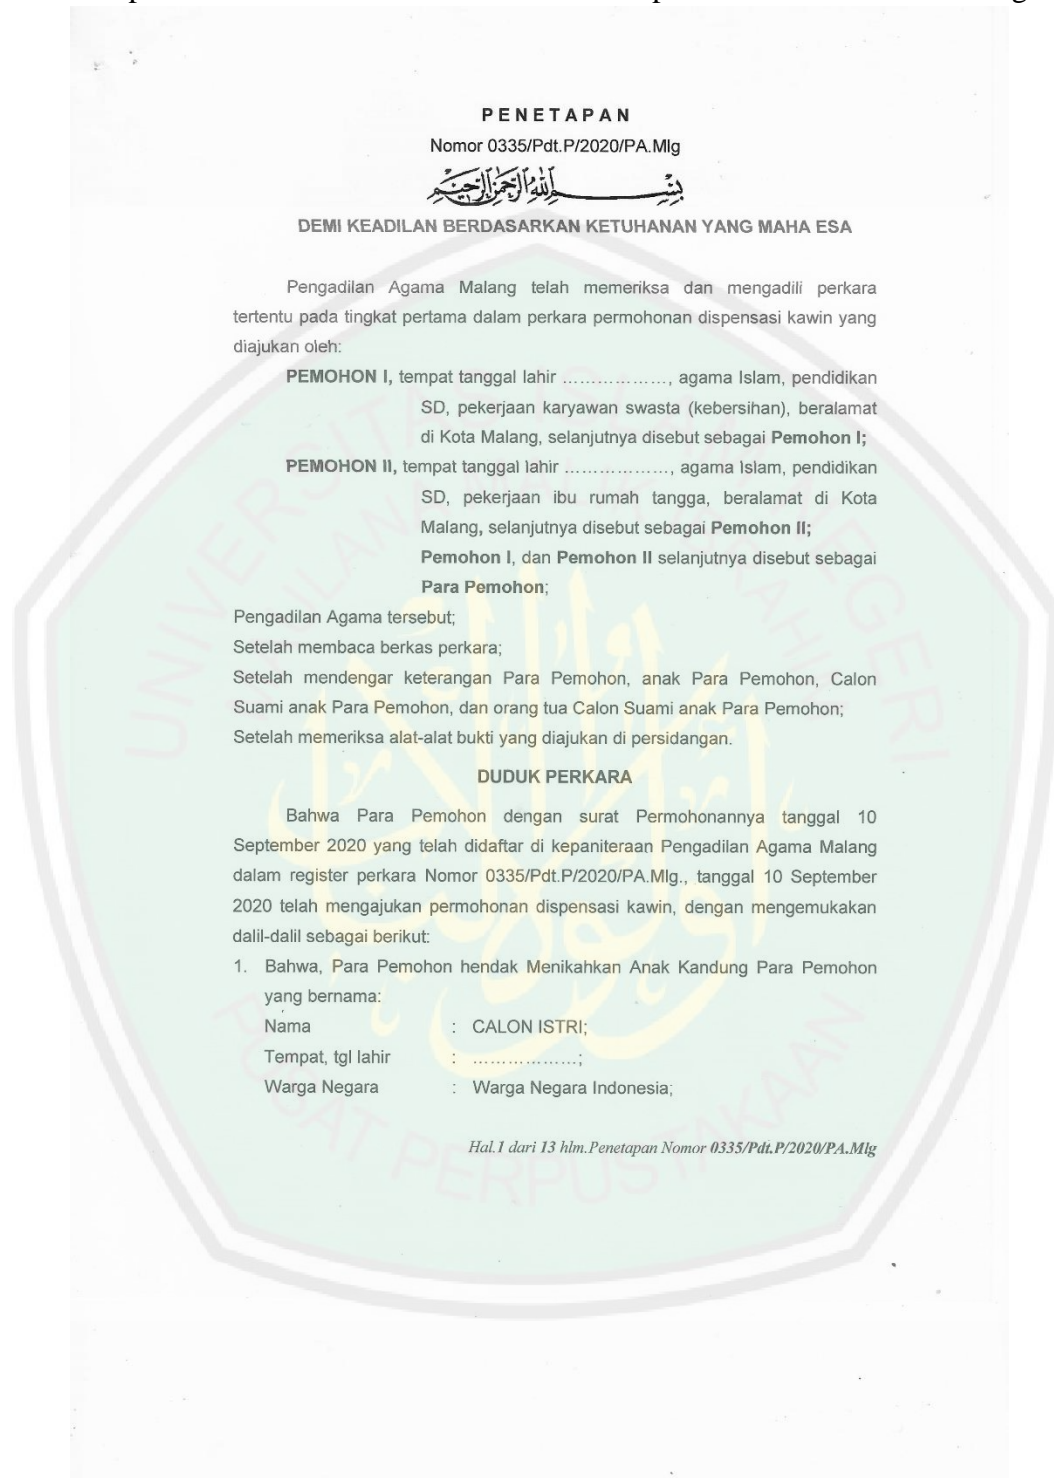 PENETAPAN
Nomor 0335/Pdt.P/2020/PA.Mlg
بِسْــــــمِ اللهِ الرَّحْمٰنِ الرَّحِيْمِ
DEMI KEADILAN BERDASARKAN KETUHANAN YANG MAHA ESA
Pengadilan Agama Malang telah memeriksa dan mengadili perkara
tertentu pada tingkat pertama dalam perkara permohonan dispensasi kawin yang
diajukan oleh:
PEMOHON I, tempat tanggal lahir .................., agama Islam, pendidikan
SD, pekerjaan karyawan swasta (kebersihan), beralamat
di Kota Malang, selanjutnya disebut sebagai Pemohon I;
PEMOHON II, tempat tanggal lahir .................., agama Islam, pendidikan
SD, pekerjaan ibu rumah tangga, beralamat di Kota
Malang, selanjutnya disebut sebagai Pemohon II;
Pemohon I, dan Pemohon II selanjutnya disebut sebagai
Para Pemohon;
Pengadilan Agama tersebut;
Setelah membaca berkas perkara;
Setelah mendengar keterangan Para Pemohon, anak Para Pemohon, Calon
Suami anak Para Pemohon, dan orang tua Calon Suami anak Para Pemohon;
Setelah memeriksa alat-alat bukti yang diajukan di persidangan.
DUDUK PERKARA
Bahwa Para Pemohon dengan surat Permohonannya tanggal 10
September 2020 yang telah didaftar di kepaniteraan Pengadilan Agama Malang
dalam register perkara Nomor 0335/Pdt.P/2020/PA.Mlg., tanggal 10 September
2020 telah mengajukan permohonan dispensasi kawin, dengan mengemukakan
dalil-dalil sebagai berikut:
1. Bahwa, Para Pemohon hendak Menikahkan Anak Kandung Para Pemohon
yang bernama:
Nama : CALON ISTRI;
Tempat, tgl lahir : ..................;
Warga Negara : Warga Negara Indonesia;
Hal.1 dari 13 hlm.Penetapan Nomor 0335/Pdt.P/2020/PA.Mlg
UNIVERSITAS ISLAM NEGERI
MAULANA MALIK IBRAHIM
PUSAT PERPUSTAKAAN